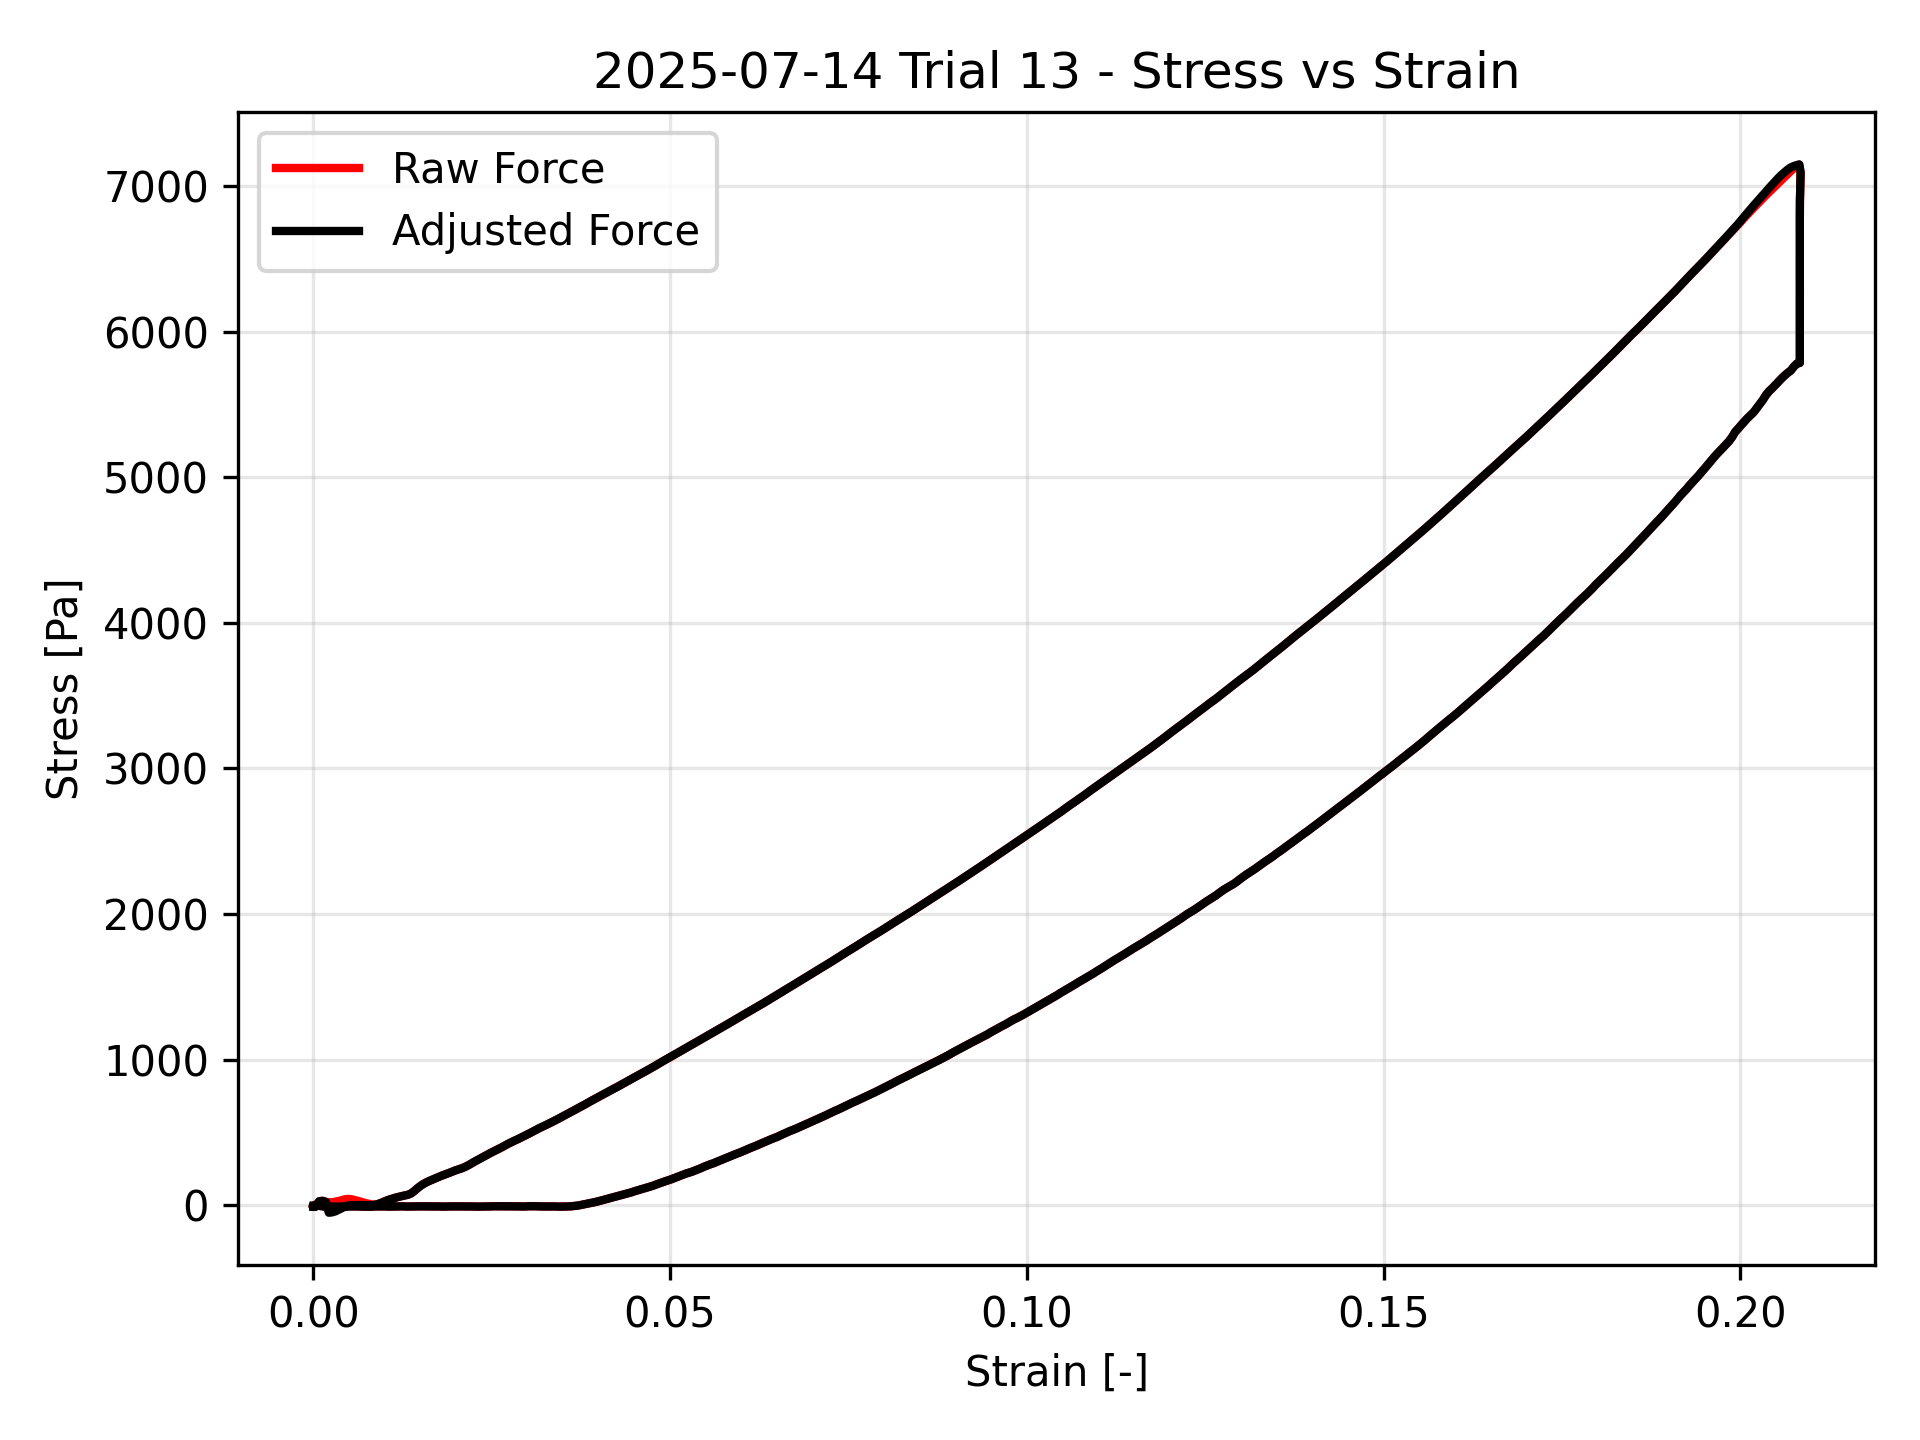 2025-07-14 Trial 13 - Stress vs Strain
Raw Force
Adjusted Force
Stress [Pa]
7000
6000
5000
4000
3000
2000
1000
0
0.00 0.05 0.10 0.15 0.20
Strain [-]